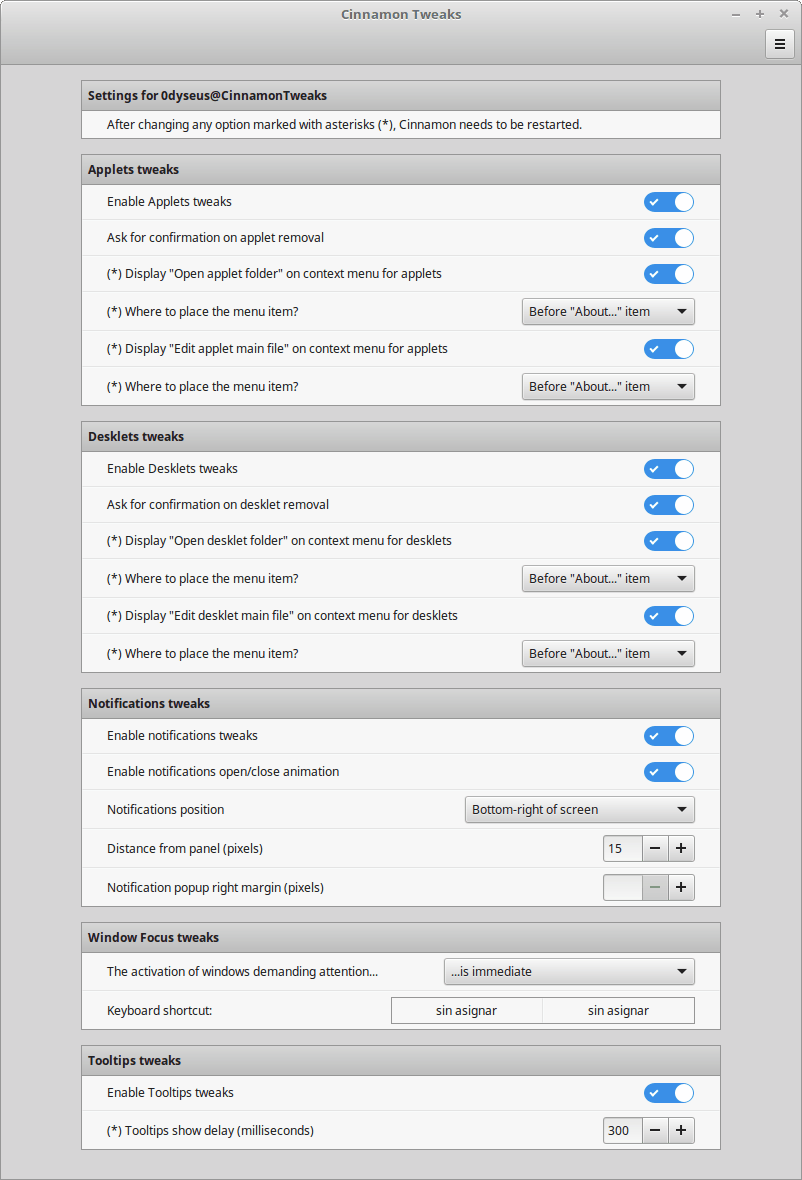 Cinnamon Tweaks
Settings for 0dyseus@CinnamonTweaks
After changing any option marked with asterisks (*), Cinnamon needs to be restarted.
Applets tweaks
Enable Applets tweaks
Ask for confirmation on applet removal
(*) Display "Open applet folder" on context menu for applets
(*) Where to place the menu item? Before "About..." item
(*) Display "Edit applet main file" on context menu for applets
(*) Where to place the menu item? Before "About..." item
Desklets tweaks
Enable Desklets tweaks
Ask for confirmation on desklet removal
(*) Display "Open desklet folder" on context menu for desklets
(*) Where to place the menu item? Before "About..." item
(*) Display "Edit desklet main file" on context menu for desklets
(*) Where to place the menu item? Before "About..." item
Notifications tweaks
Enable notifications tweaks
Enable notifications open/close animation
Notifications position Bottom-right of screen
Distance from panel (pixels) 15
Notification popup right margin (pixels)
Window Focus tweaks
The activation of windows demanding attention... ...is immediate
Keyboard shortcut: sin asignar sin asignar
Tooltips tweaks
Enable Tooltips tweaks
(*) Tooltips show delay (milliseconds) 300